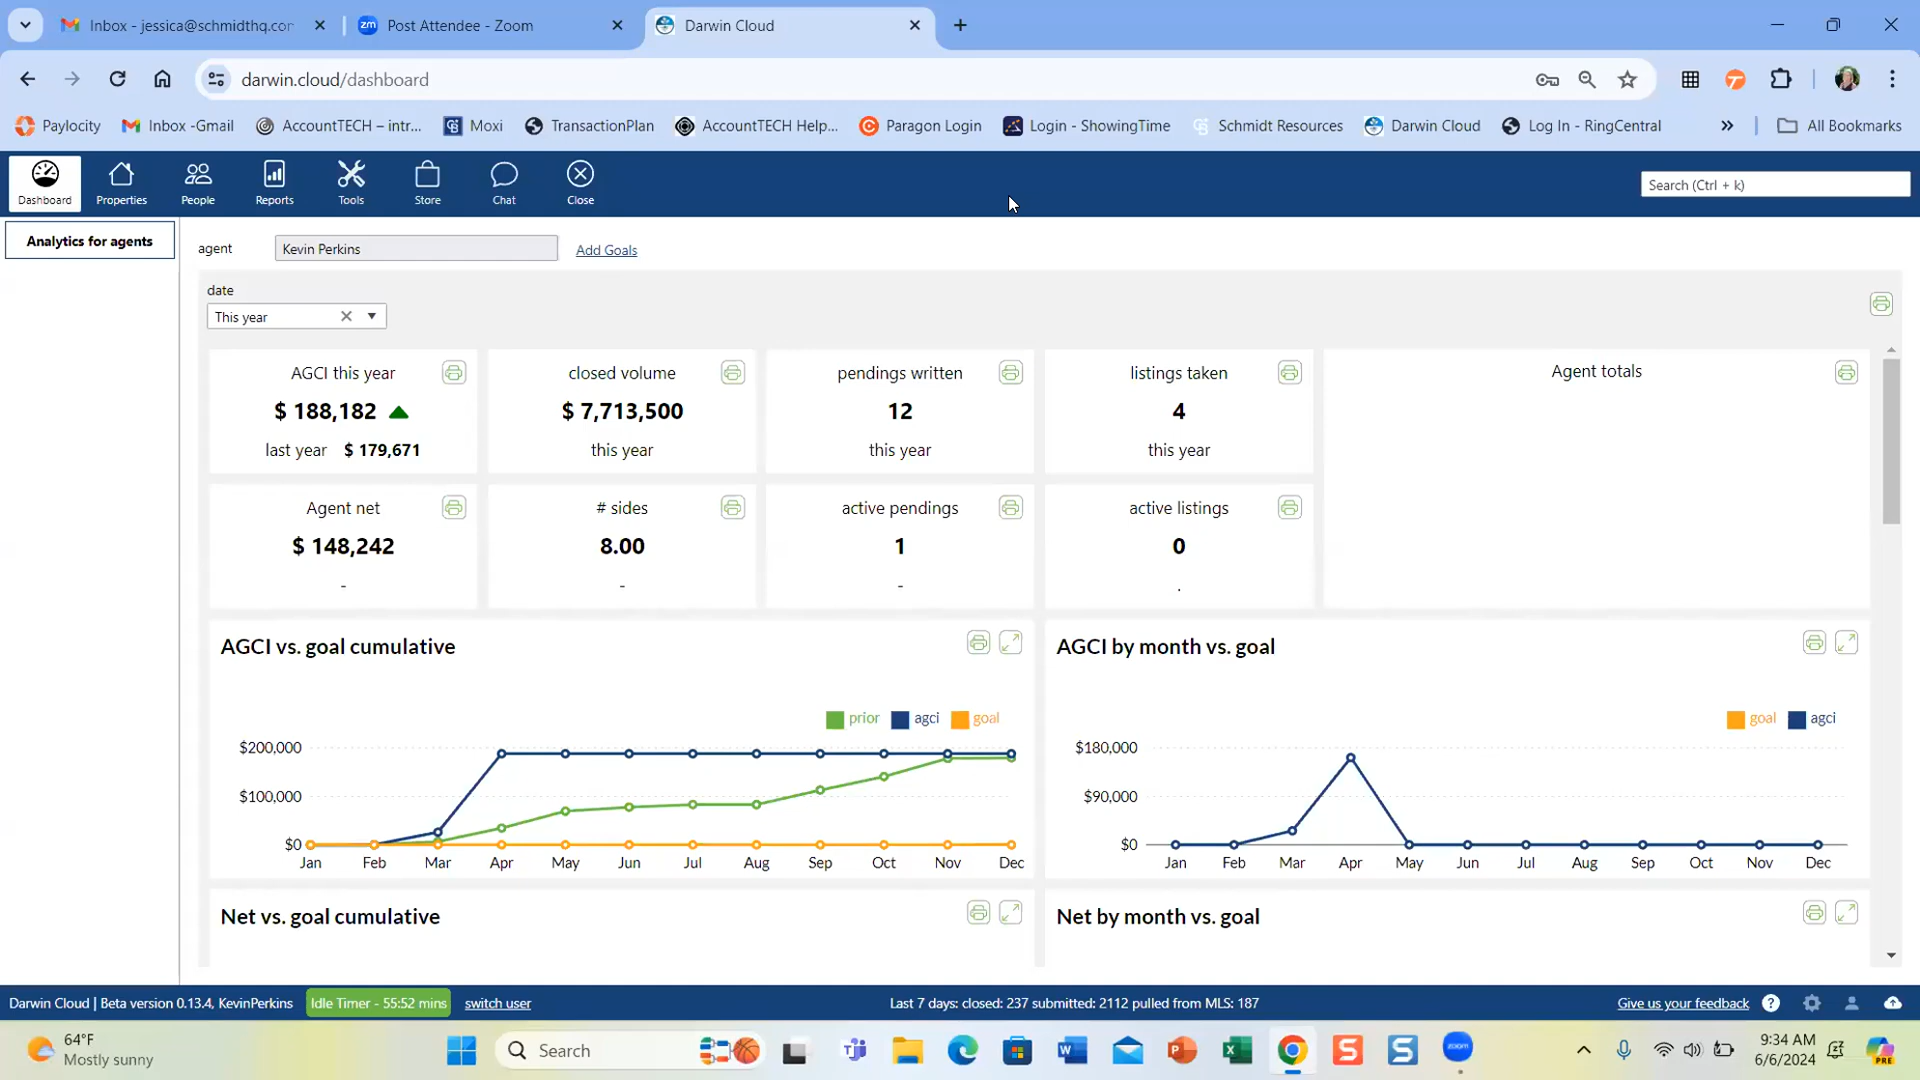 Inbox - jessica@schmidthq.cor
Post Attendee - Zoom
Darwin Cloud
darwin.cloud/dashboard
Paylocity
Inbox -Gmail
AccountTECH – intr...
Moxi
TransactionPlan
AccountTECH Help...
Paragon Login
Login - ShowingTime
Schmidt Resources
Darwin Cloud
Log In - RingCentral
»
All Bookmarks
Dashboard
Properties
People
Reports
Tools
Store
Chat
Close
Search (Ctrl + k)
Analytics for agents
agent
Kevin Perkins
Add Goals
date
This year
AGCI this year
$ 188,182
last year $ 179,671
closed volume
$ 7,713,500
this year
pendings written
12
this year
listings taken
4
this year
Agent totals
Agent net
$ 148,242
-
# sides
8.00
-
active pendings
1
-
active listings
0
.
AGCI vs. goal cumulative
prior agci goal
$200,000
$100,000
$0
Jan Feb Mar Apr May Jun Jul Aug Sep Oct Nov Dec
AGCI by month vs. goal
goal agci
$180,000
$90,000
$0
Jan Feb Mar Apr May Jun Jul Aug Sep Oct Nov Dec
Net vs. goal cumulative
Net by month vs. goal
Darwin Cloud | Beta version 0.13.4, KevinPerkins
Idle Timer - 55:52 mins
switch user
Last 7 days: closed: 237 submitted: 2112 pulled from MLS: 187
Give us your feedback
?
64°F
Mostly sunny
Search
zoom
9:34 AM
6/6/2024
PRE